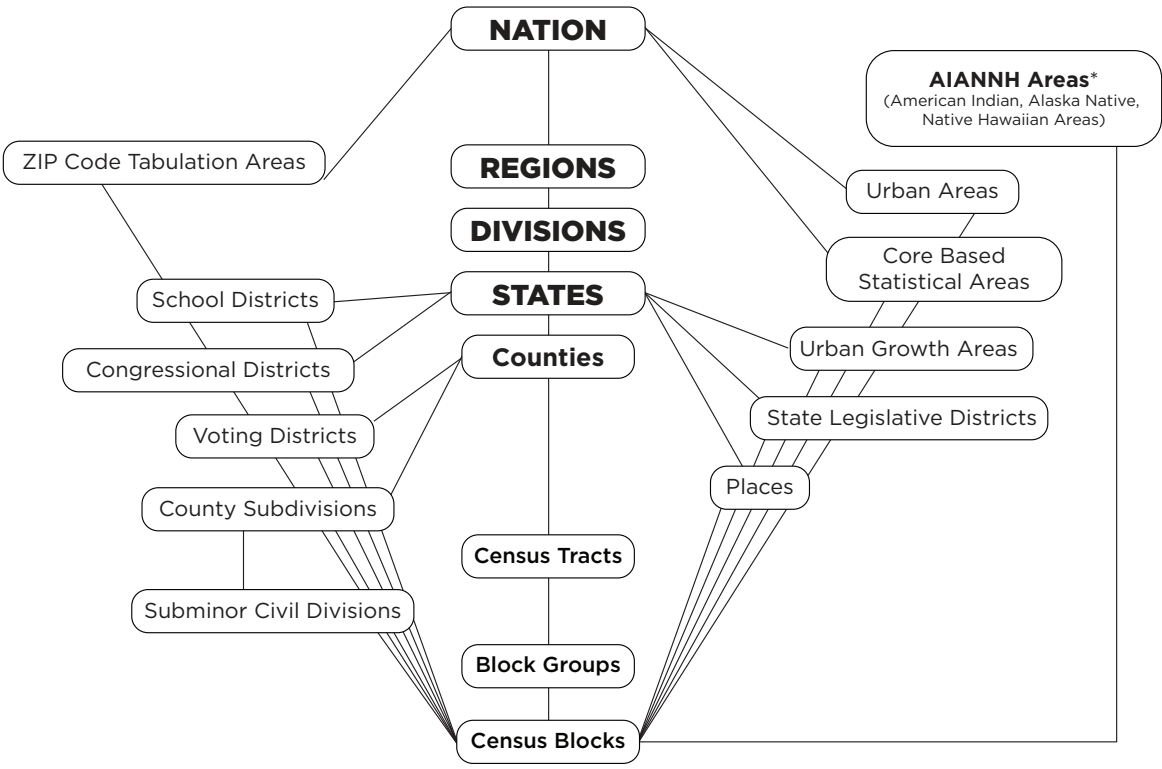 NATION
AIANNH Areas*
(American Indian, Alaska Native,
Native Hawaiian Areas)
ZIP Code Tabulation Areas
REGIONS
Urban Areas
DIVISIONS
Core Based
Statistical Areas
School Districts
STATES
Urban Growth Areas
Congressional Districts
Counties
State Legislative Districts
Voting Districts
Places
County Subdivisions
Census Tracts
Subminor Civil Divisions
Block Groups
Census Blocks